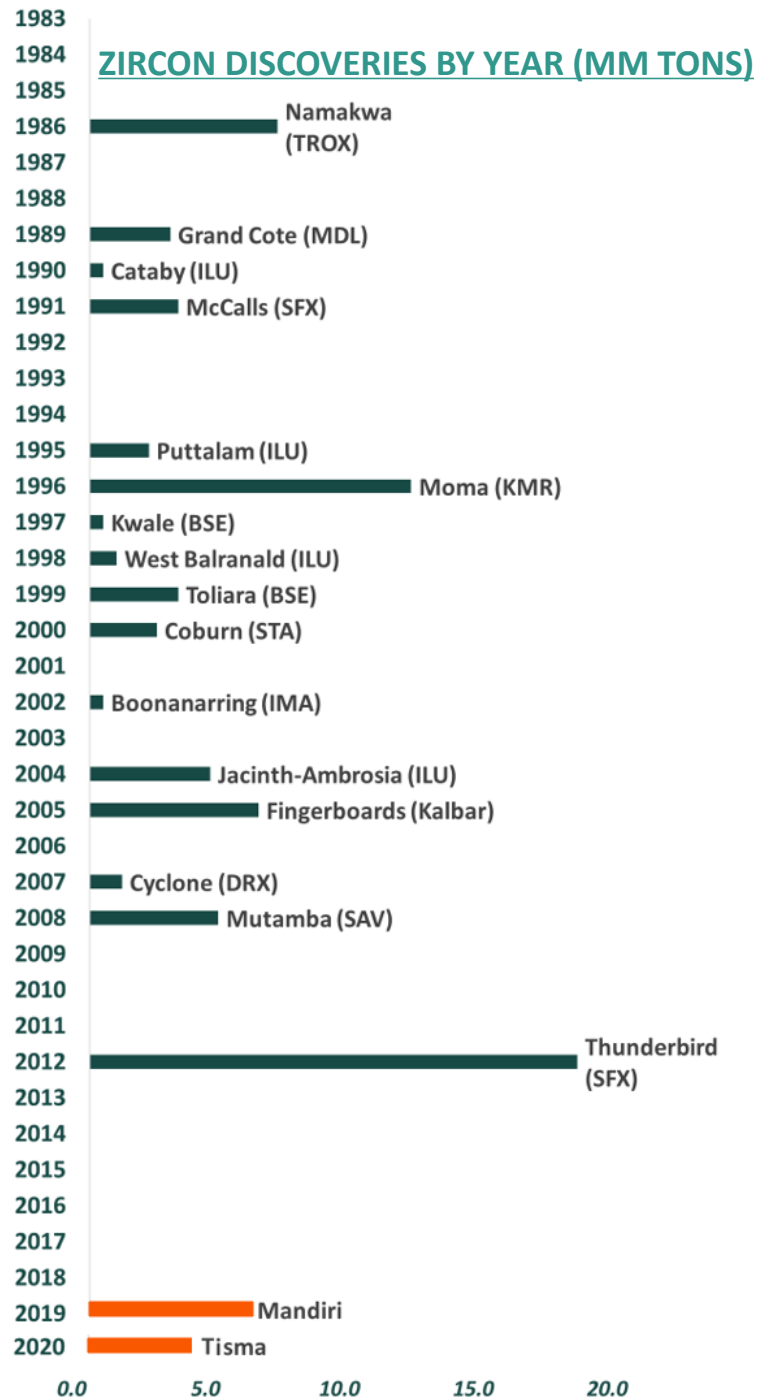 1983
1984
ZIRCON DISCOVERIES BY YEAR (MM TONS)
1985
1986 Namakwa
(TROX)
1987
1988
1989 Grand Cote (MDL)
1990 Cataby (ILU)
1991 McCalls (SFX)
1992
1993
1994
1995 Puttalam (ILU)
1996 Moma (KMR)
1997 Kwale (BSE)
1998 West Balranald (ILU)
1999 Toliara (BSE)
2000 Coburn (STA)
2001
2002 Boonanarring (IMA)
2003
2004 Jacinth-Ambrosia (ILU)
2005 Fingerboards (Kalbar)
2006
2007 Cyclone (DRX)
2008 Mutamba (SAV)
2009
2010
2011
2012 Thunderbird
(SFX)
2013
2014
2015
2016
2017
2018
2019 Mandiri
2020 Tisma
0.0 5.0 10.0 15.0 20.0